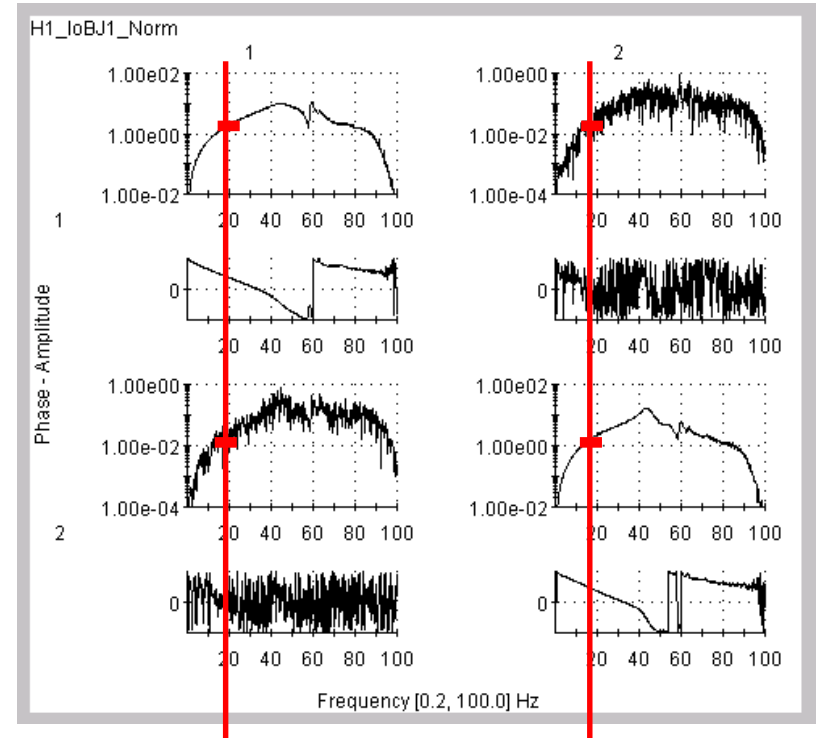 H1_IoBJ1_Norm
1 2
1.00e02 1.00e00
1.00e00 1.00e-02
1.00e-02 1.00e-04
1 20 40 60 80 100 20 40 60 80 100
0 0
20 40 60 80 100 20 40 60 80 100
Phase - Amplitude
1.00e00 1.00e02
1.00e-02 1.00e00
1.00e-04 1.00e-02
2 20 40 60 80 100 20 40 60 80 100
0 0
20 40 60 80 100 20 40 60 80 100
Frequency [0.2, 100.0] Hz